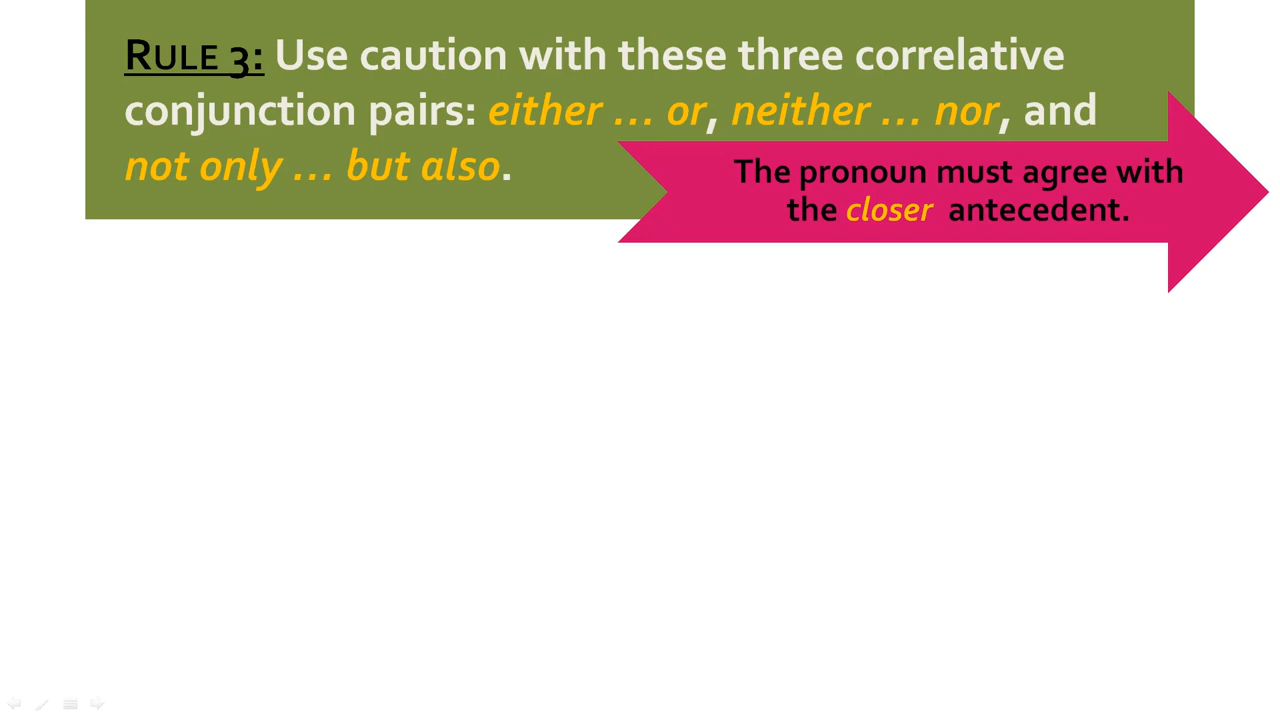 RULE 3: Use caution with these three correlative
conjunction pairs: either ... or, neither ... nor, and
not only ... but also.
The pronoun must agree with
the closer antecedent.